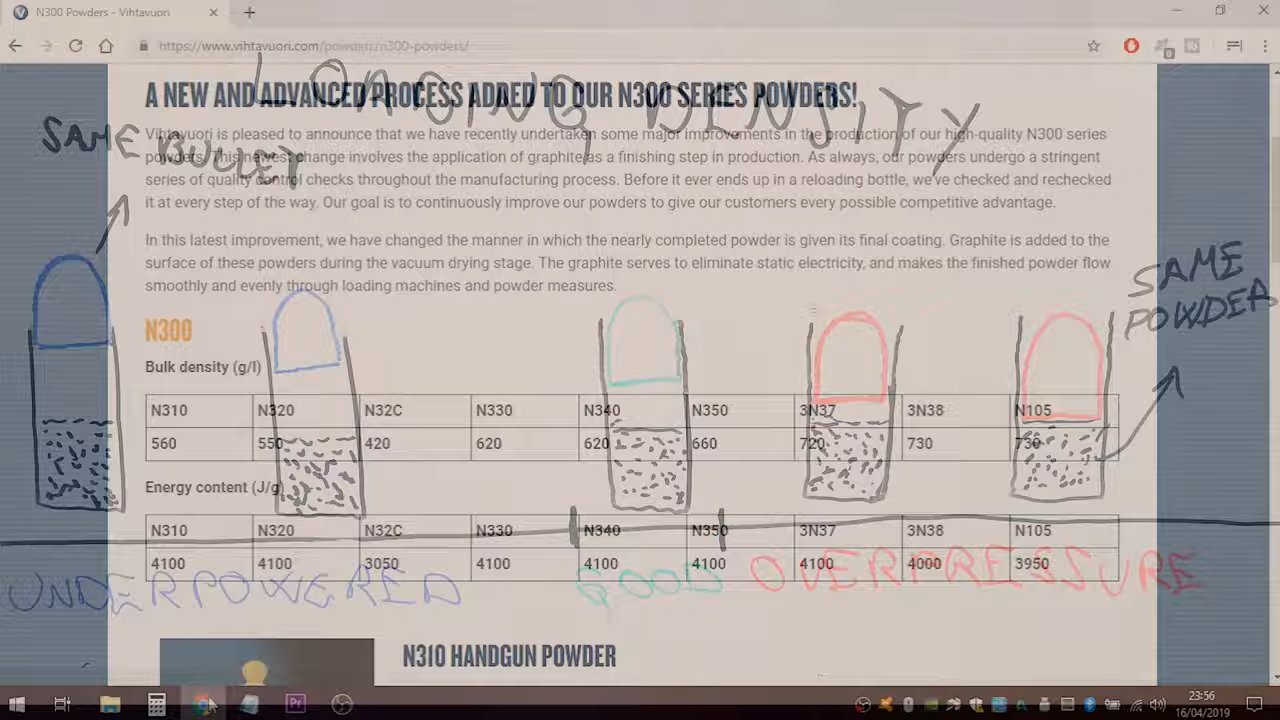 N300 Powders - Vihtavuori
https://www.vihtavuori.com/powder/n300-powders/
LOADING DENSITY
A NEW AND ADVANCED PROCESS ADDED TO OUR N300 SERIES POWDERS!
SAME
BULLET
Vihtavuori is pleased to announce that we have recently undertaken some major improvements in the production of our high-quality N300 series
powders. This newest change involves the application of graphite as a finishing step in production. As always, our powders undergo a stringent
series of quality control checks throughout the manufacturing process. Before it ever ends up in a reloading bottle, we've checked and rechecked
it at every step of the way. Our goal is to continuously improve our powders to give our customers every possible competitive advantage.
In this latest improvement, we have changed the manner in which the nearly completed powder is given its final coating. Graphite is added to the
surface of these powders during the vacuum drying stage. The graphite serves to eliminate static electricity, and makes the finished powder flow
smoothly and evenly through loading machines and powder measures.
SAME
POWDER
N300
Bulk density (g/l)
N310 N320 N32C N330 N340 N350 3N37 3N38 N105
560 550 420 620 620 660 720 730 730
Energy content (J/g)
N310 N320 N32C N330 N340 N350 3N37 3N38 N105
4100 4100 3050 4100 4100 4100 4100 4000 3950
UNDERPOWERED GOOD OVERPRESSURE
N310 HANDGUN POWDER
Pr
23:56
16/04/2019